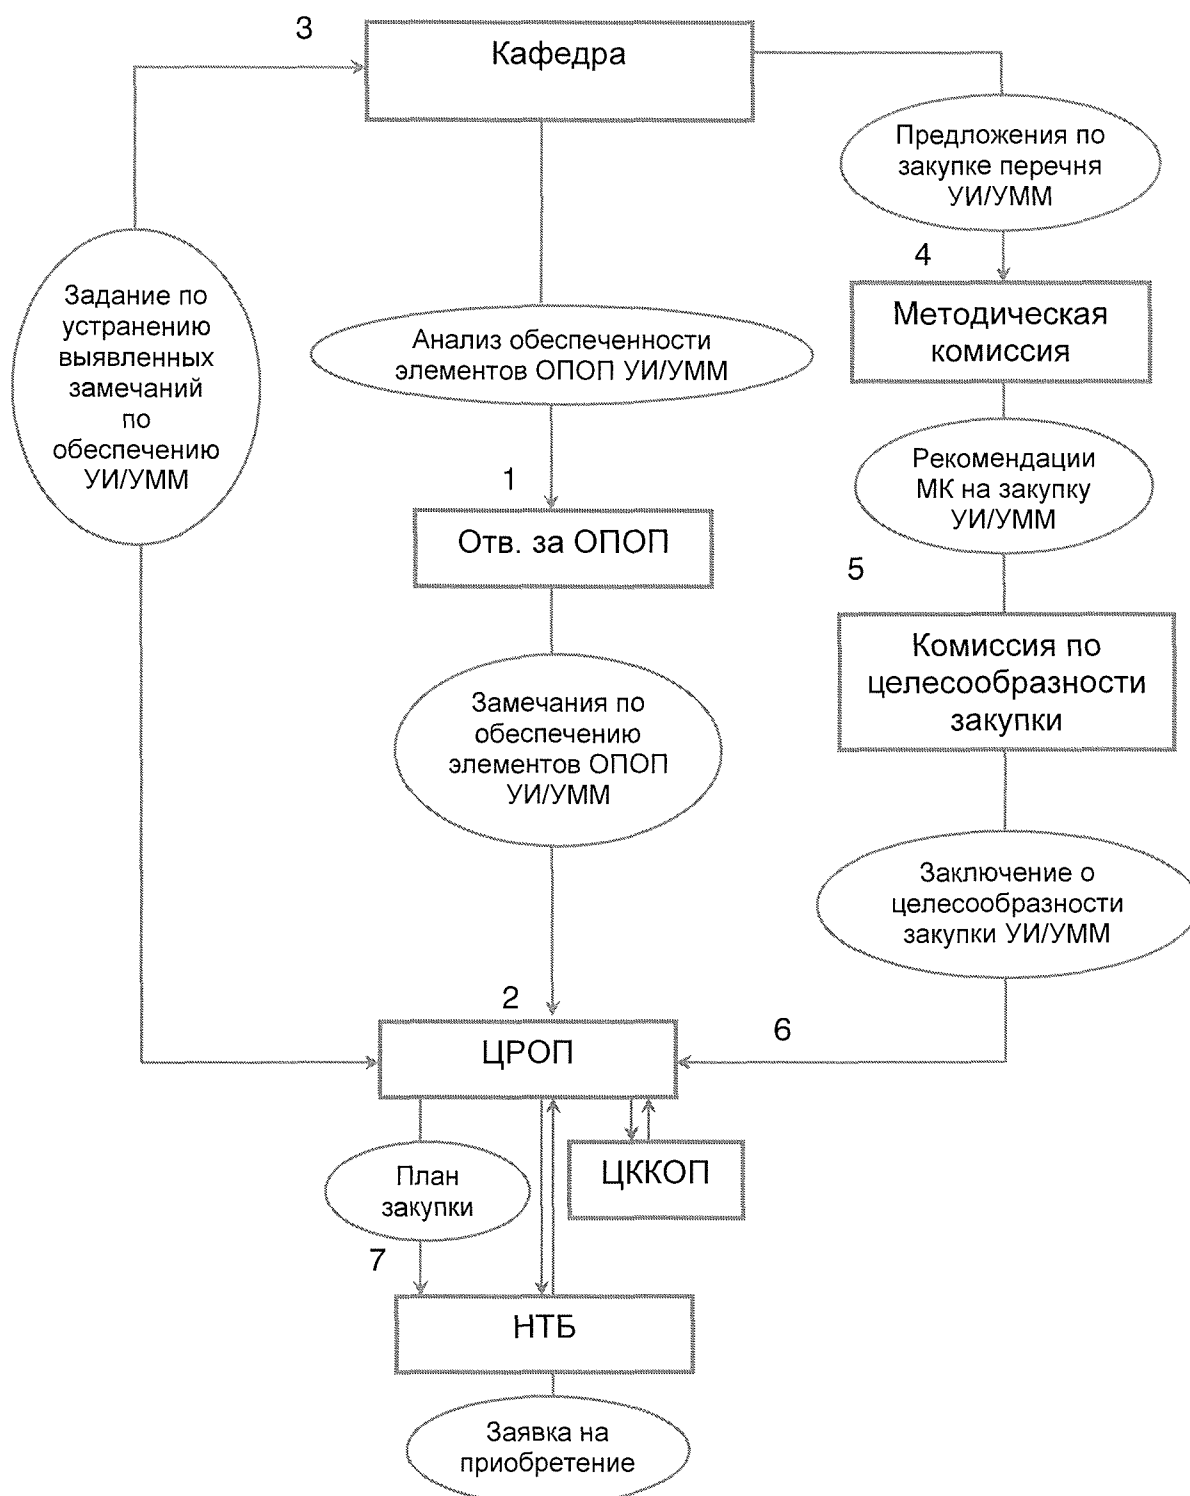 3
Кафедра
Предложения по
закупке перечня
УИ/УММ
4
Методическая
комиссия
Задание по
устранению
выявленных
замечаний
по
обеспечению
УИ/УММ
Анализ обеспеченности
элементов ОПОП УИ/УММ
Рекомендации
МК на закупку
УИ/УММ
1
Отв. за ОПОП
5
Комиссия по
целесообразности
закупки
Замечания по
обеспечению
элементов ОПОП
УИ/УММ
Заключение о
целесообразности
закупки УИ/УММ
2
ЦРОП
6
ЦККОП
План
закупки
7
НТБ
Заявка на
приобретение